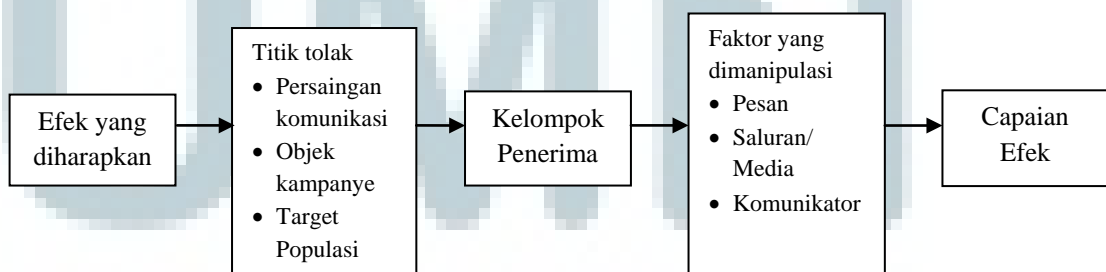 Efek yang
diharapkan
Titik tolak
• Persaingan
komunikasi
• Objek
kampanye
• Target
Populasi
Kelompok
Penerima
Faktor yang
dimanipulasi
• Pesan
• Saluran/
Media
• Komunikator
Capaian
Efek